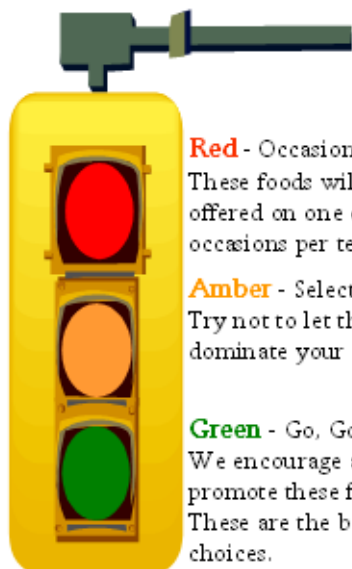 Red - Occasion
These foods wil
offered on one
occasions per te
Amber - Select
Try not to let th
dominate your
Green - Go, Go
We encourage
promote these f
These are the b
choices.